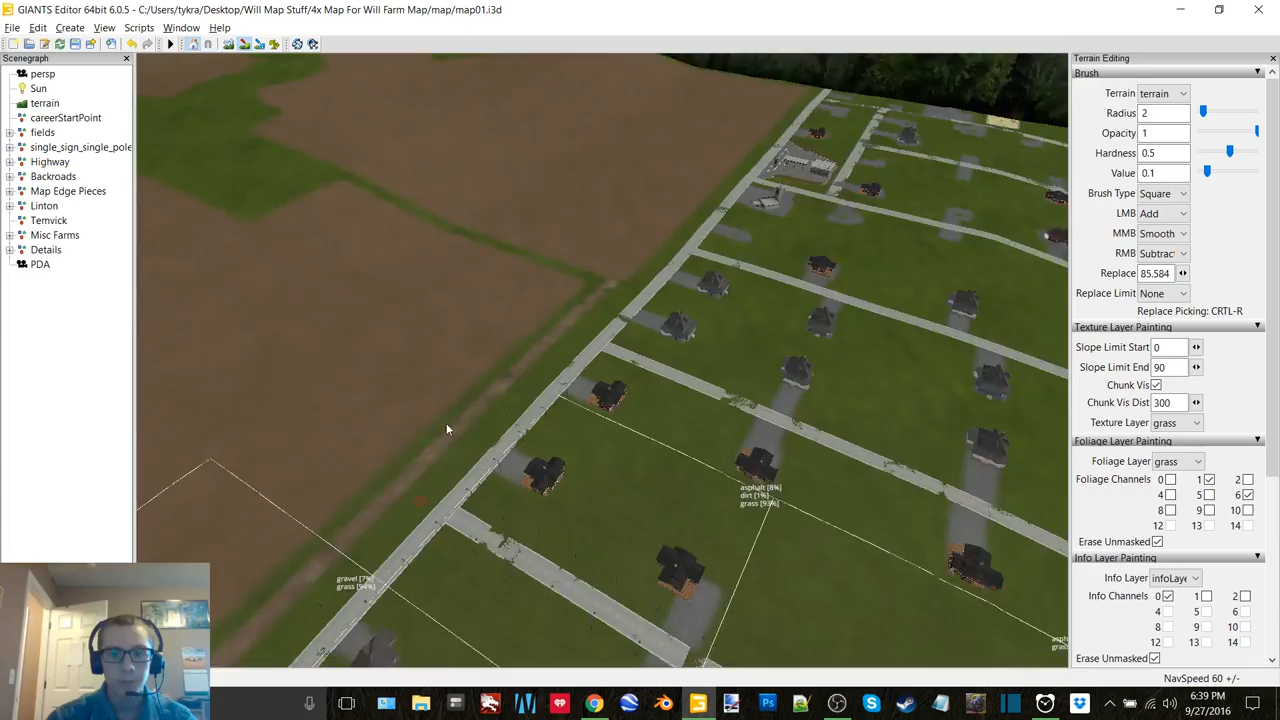 GIANTS Editor 64bit 6.0.5 - C:/Users/tykra/Desktop/Will Map Stuff/4x Map For Will Farm Map/map/map01.i3d
File Edit Create View Scripts Window Help
Scenegraph
persp
Sun
terrain
careerStartPoint
fields
single_sign_single_pole
Highway
Backroads
Map Edge Pieces
Linton
Temvick
Misc Farms
Details
PDA
asphalt [8%]
dirt [1%]
grass [93%]
gravel [7%]
grass [94%]
Terrain Editing
Brush
Terrain terrain
Radius 2
Opacity 1
Hardness 0.5
Value 0.1
Brush Type Square
LMB Add
MMB Smooth
RMB Subtrac
Replace 85.584
Replace Limit None
Replace Picking: CRTL-R
Texture Layer Painting
Slope Limit Start 0
Slope Limit End 90
Chunk Vis
Chunk Vis Dist 300
Texture Layer grass
Foliage Layer Painting
Foliage Layer grass
Foliage Channels 0 1 2
4 5 6
8 9 10
12 13 14
Erase Unmasked
Info Layer Painting
Info Layer infoLaye
Info Channels 0 1 2
4 5 6
8 9 10
12 13 14
Erase Unmasked
NavSpeed 60 +/-
6:39 PM
9/27/2016